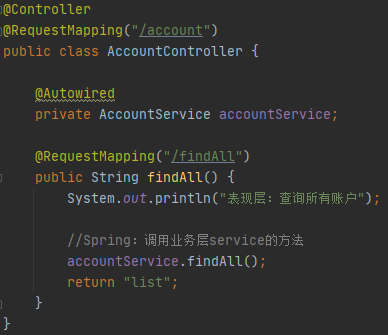 @Controller
@RequestMapping("/account")
public class AccountController {
@Autowired
private AccountService accountService;
@RequestMapping("/findAll")
public String findAll() {
System.out.println("表现层：查询所有账户");
//Spring：调用业务层service的方法
accountService.findAll();
return "list";
}
}